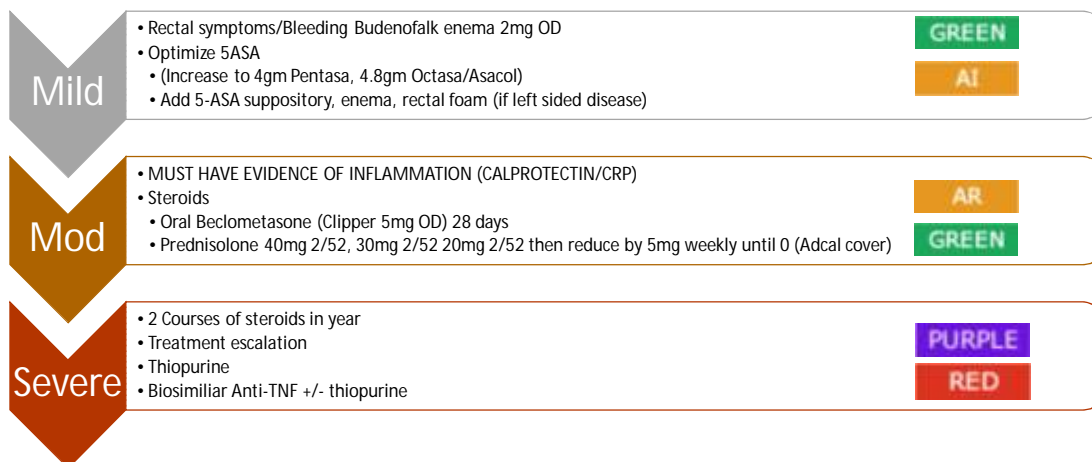 Mild
• Rectal symptoms/Bleeding Budenofalk enema 2mg OD
• Optimize 5ASA
• (Increase to 4gm Pentasa, 4.8gm Octasa/Asacol)
• Add 5-ASA suppository, enema, rectal foam (if left sided disease)
GREEN
AI
Mod
• MUST HAVE EVIDENCE OF INFLAMMATION (CALPROTECTIN/CRP)
• Steroids
• Oral Beclometasone (Clipper 5mg OD) 28 days
• Prednisolone 40mg 2/52, 30mg 2/52 20mg 2/52 then reduce by 5mg weekly until 0 (Adcal cover)
AR
GREEN
Severe
• 2 Courses of steroids in year
• Treatment escalation
• Thiopurine
• Biosimiliar Anti-TNF +/- thiopurine
PURPLE
RED